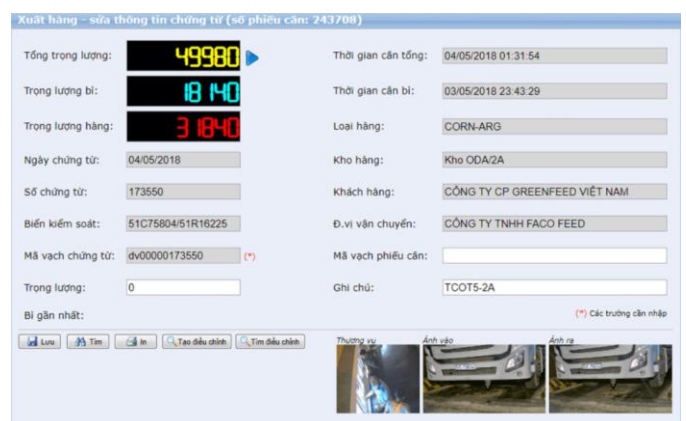 Xuất hàng - sửa thông tin chứng từ (số phiếu cân: 243708)
Tổng trọng lượng: 49980 Thời gian cân tổng: 04/05/2018 01:31:54
Trọng lượng bì: 18140 Thời gian cân bì: 03/05/2018 23:43:29
Trọng lượng hàng: 31840 Loại hàng: CORN-ARG
Ngày chứng từ: 04/05/2018 Kho hàng: Kho ODA/2A
Số chứng từ: 173550 Khách hàng: CÔNG TY CP GREENFEED VIỆT NAM
Biển kiểm soát: 51C75804/51R16225 Đ.vị vận chuyển: CÔNG TY TNHH FACO FEED
Mã vạch chứng từ: dv00000173550 (*) Mã vạch phiếu cân:
Trọng lượng: 0 Ghi chú: TCOT5-2A
Bì gần nhất: (*) Các trường cần nhập
Lưu Tìm In Tạo điều chỉnh Tìm điều chỉnh Thương vụ Ảnh vào Ảnh ra